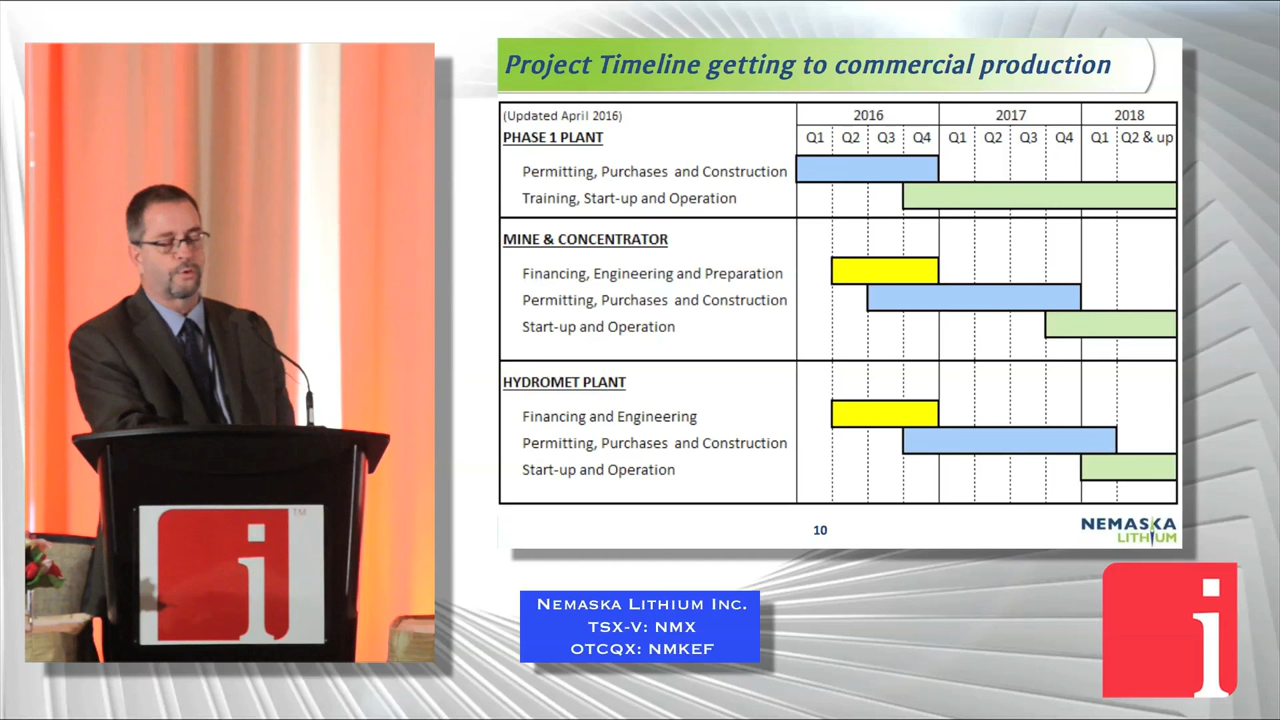 Project Timeline getting to commercial production
(Updated April 2016) 2016 2017 2018
PHASE 1 PLANT Q1 Q2 Q3 Q4 Q1 Q2 Q3 Q4 Q1 Q2 & up
Permitting, Purchases and Construction
Training, Start-up and Operation
MINE & CONCENTRATOR
Financing, Engineering and Preparation
Permitting, Purchases and Construction
Start-up and Operation
HYDROMET PLANT
Financing and Engineering
Permitting, Purchases and Construction
Start-up and Operation
10
NEMASKA
LITHIUM
i
TM
Nemaska Lithium Inc.
TSX-V: NMX
OTCQX: NMKEF
i